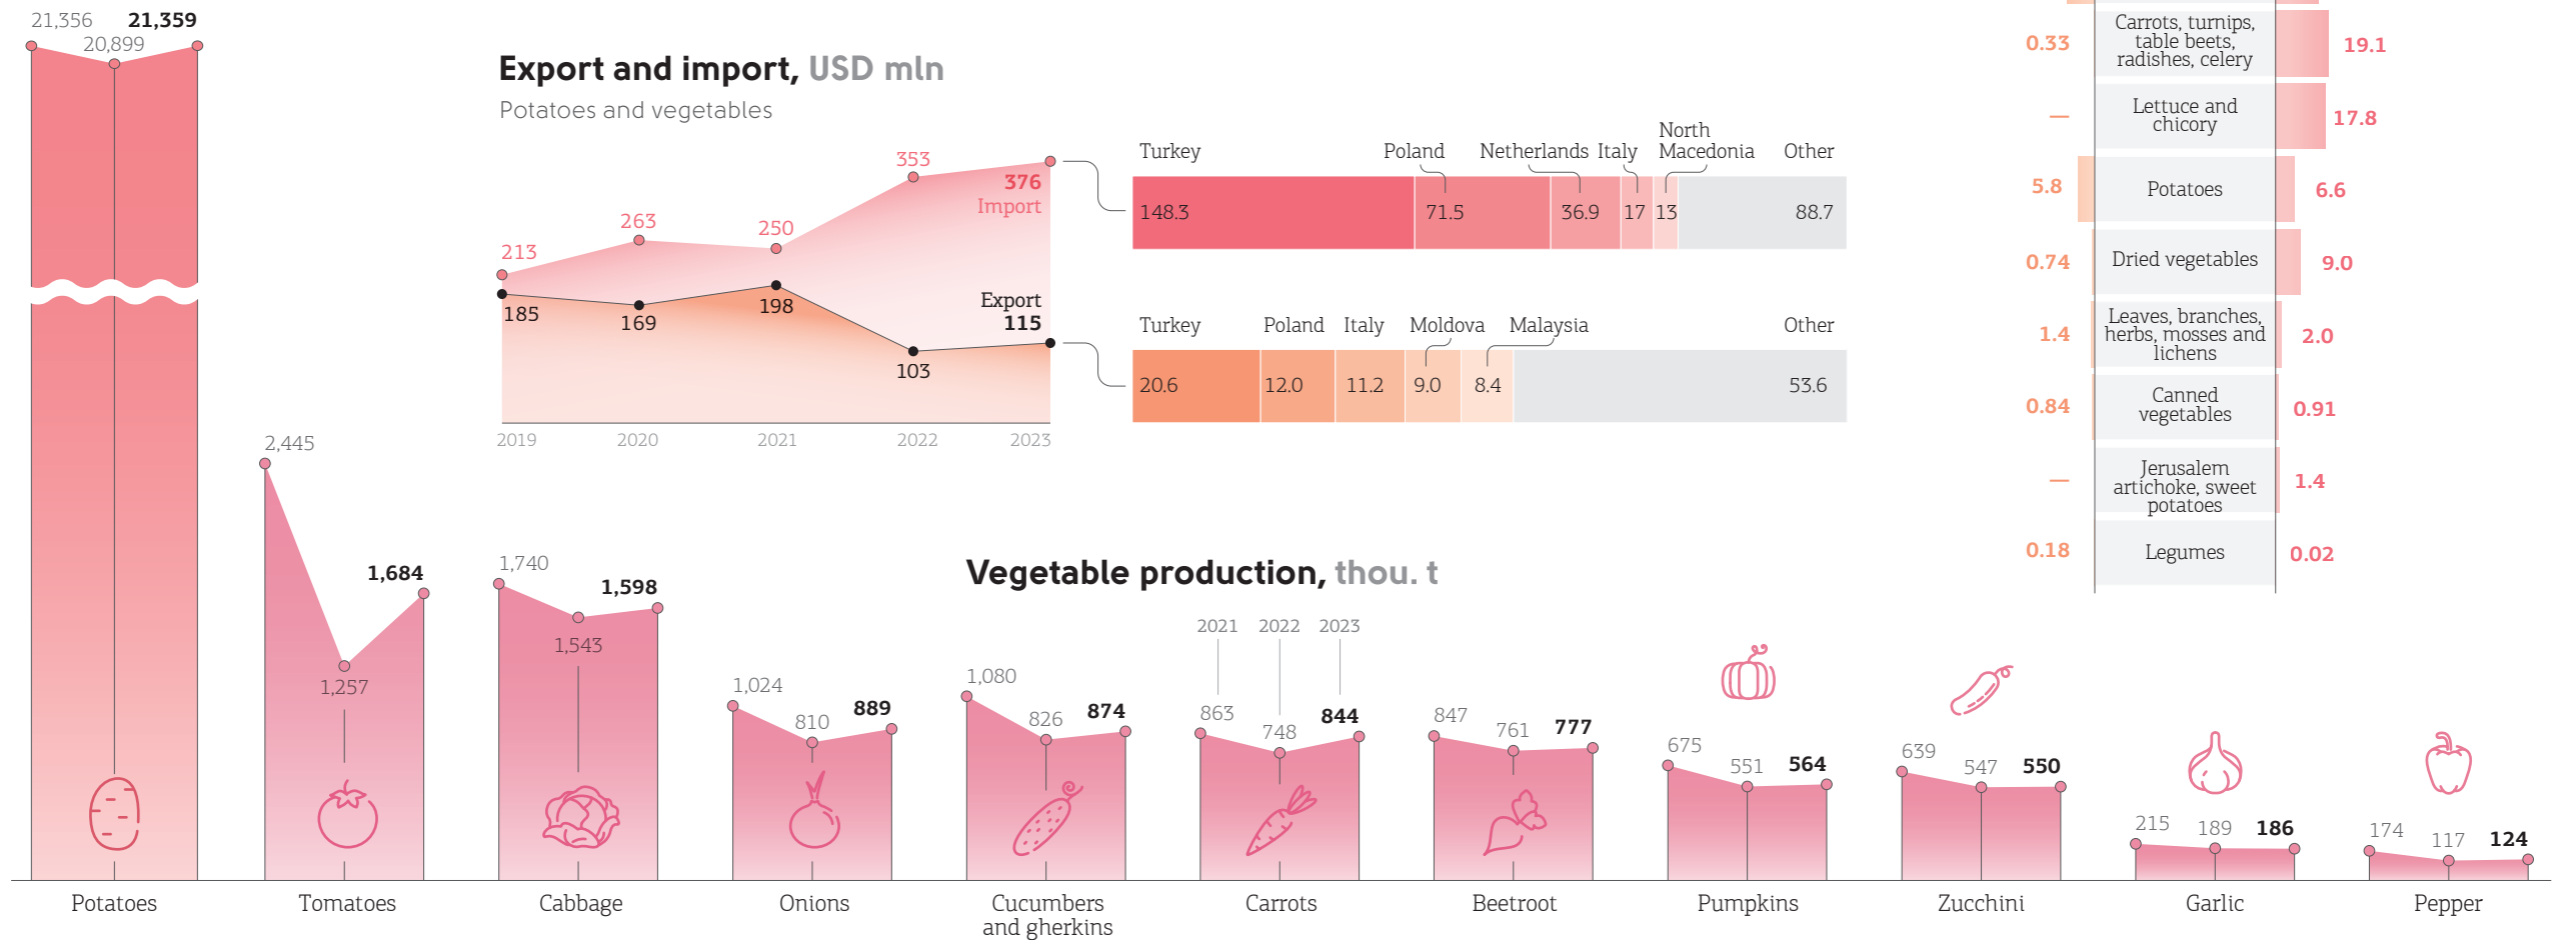 21,356
20,899
21,359
Export and import, USD mln
Potatoes and vegetables
213
263
250
353
376
Import
185
169
198
103
Export
115
2019
2020
2021
2022
2023
Turkey
Poland
Netherlands
Italy
North
Macedonia
Other
148.3
71.5
36.9
17
13
88.7
Turkey
Poland
Italy
Moldova
Malaysia
Other
20.6
12.0
11.2
9.0
8.4
53.6
0.33
Carrots, turnips,
table beets,
radishes, celery
19.1
—
Lettuce and
chicory
17.8
5.8
Potatoes
6.6
0.74
Dried vegetables
9.0
1.4
Leaves, branches,
herbs, mosses and
lichens
2.0
0.84
Canned
vegetables
0.91
—
Jerusalem
artichoke, sweet
potatoes
1.4
0.18
Legumes
0.02
Vegetable production, thou. t
2021
2022
2023
2,445
1,257
1,684
1,740
1,543
1,598
1,024
810
889
1,080
826
874
863
748
844
847
761
777
675
551
564
639
547
550
215
189
186
174
117
124
Potatoes
Tomatoes
Cabbage
Onions
Cucumbers
and gherkins
Carrots
Beetroot
Pumpkins
Zucchini
Garlic
Pepper